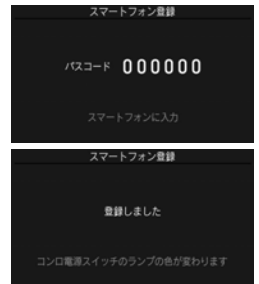 スマートフォン登録
パスコード 000000
スマートフォンに入力
スマートフォン登録
登録しました
コンロ電源スイッチのランプの色が変わります